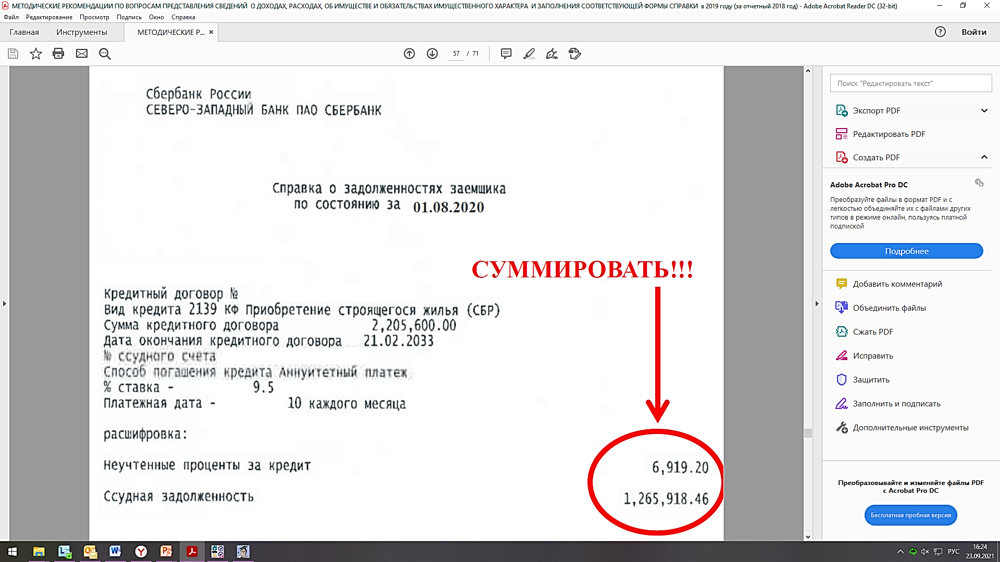 МЕТОДИЧЕСКИЕ РЕКОМЕНДАЦИИ ПО ВОПРОСАМ ПРЕДСТАВЛЕНИЯ СВЕДЕНИЙ О ДОХОДАХ, РАСХОДАХ, ОБ ИМУЩЕСТВЕ И ОБЯЗАТЕЛЬСТВАХ ИМУЩЕСТВЕННОГО ХАРАКТЕРА И ЗАПОЛНЕНИЯ СООТВЕТСТВУЮЩЕЙ ФОРМЫ СПРАВКИ в 2019 году (за отчетный 2018 год) - Adobe Acrobat Reader DC (32-bit)
Файл Редактирование Просмотр Подпись Окно Справка
Главная Инструменты МЕТОДИЧЕСКИЕ Р... Войти
57 / 71
Сбербанк России
СЕВЕРО-ЗАПАДНЫЙ БАНК ПАО СБЕРБАНК
Справка о задолженностях заемшика
по состоянию за 01.08.2020
СУММИРОВАТЬ!!!
Кредитный договор №
Вид кредита 2139 КФ Приобретение строящегося жилья (СБР)
Сумма кредитного договора 2,205,600.00
Дата окончания кредитного договора 21.02.2033
№ ссудного счета
Способ погашения кредита Аннуитетный платеж
% ставка - 9.5
Платежная дата - 10 каждого месяца
расшифровка:
Неучтенные проценты за кредит 6,919.20
Ссудная задолженность 1,265,918.46
Поиск "Редактировать текст"
Экспорт PDF
Редактировать PDF
Создать PDF
Adobe Acrobat Pro DC
Преобразуйте файлы в формат PDF и с
легкостью объединяйте их с файлами других
типов в режиме онлайн, пользуясь платной
подпиской
Подробнее
Добавить комментарий
Объединить файлы
Сжать PDF
Исправить
Защитить
Заполнить и подписать
Дополнительные инструменты
Преобразовывайте и изменяйте файлы PDF
с Acrobat Pro DC
Бесплатная пробная версия
РУС
16:24
23.09.2021